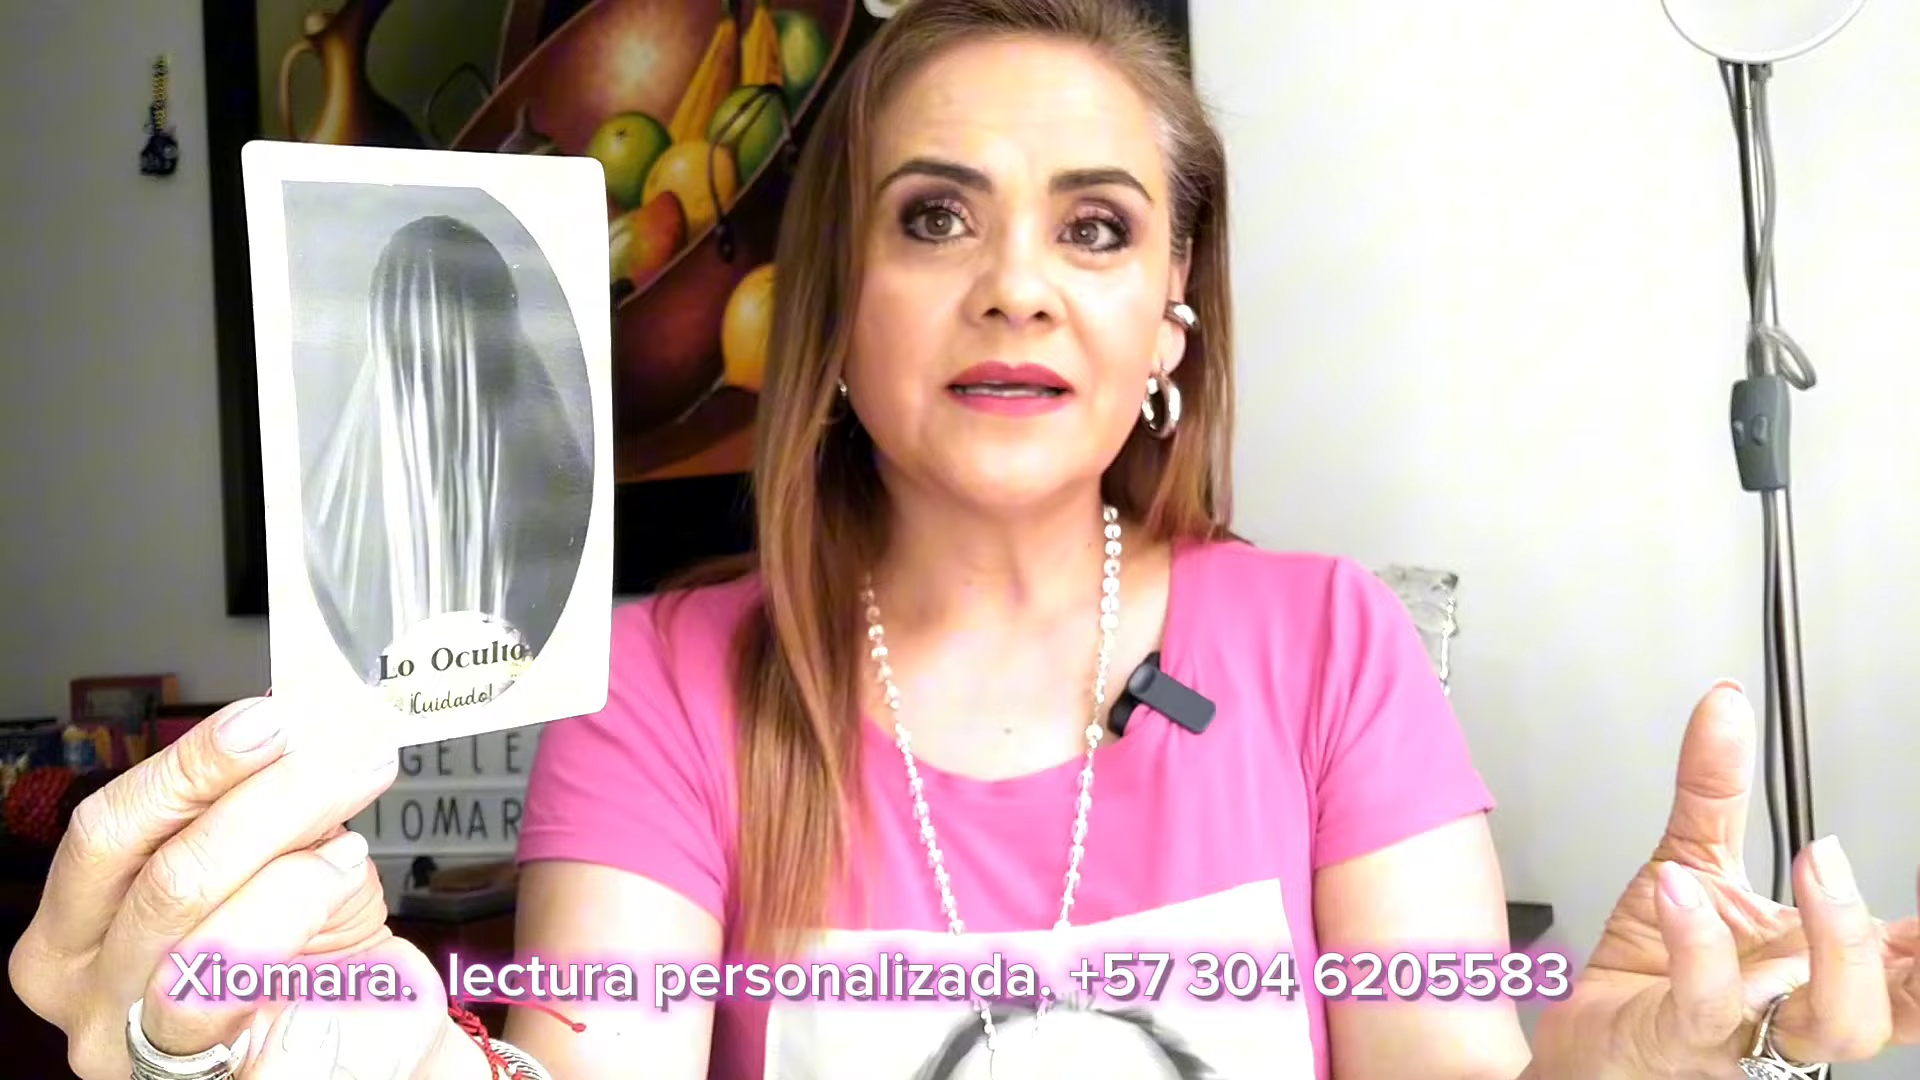 Lo Oculto
¡Cuidado!
GELE
IOMAR
Xiomara. lectura personalizada. +57 304 6205583